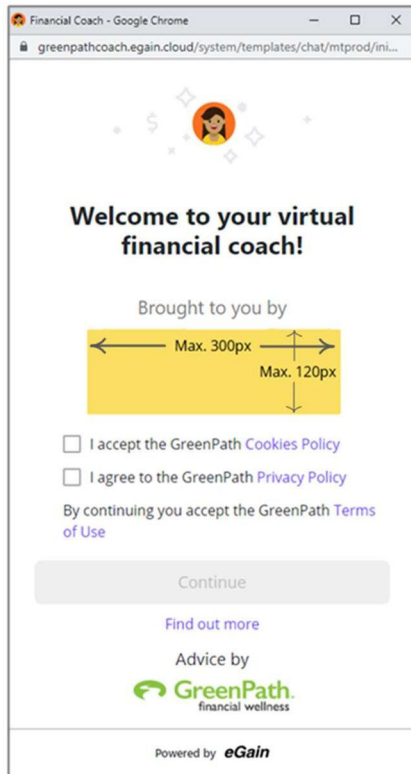 Financial Coach - Google Chrome
greenpathcoach.egain.cloud/system/templates/chat/mtprod/ini...
$
Welcome to your virtual
financial coach!
Brought to you by
Max. 300px
Max. 120px
I accept the GreenPath Cookies Policy
I agree to the GreenPath Privacy Policy
By continuing you accept the GreenPath Terms
of Use
Continue
Find out more
Advice by
GreenPath.
financial wellness
Powered by eGain